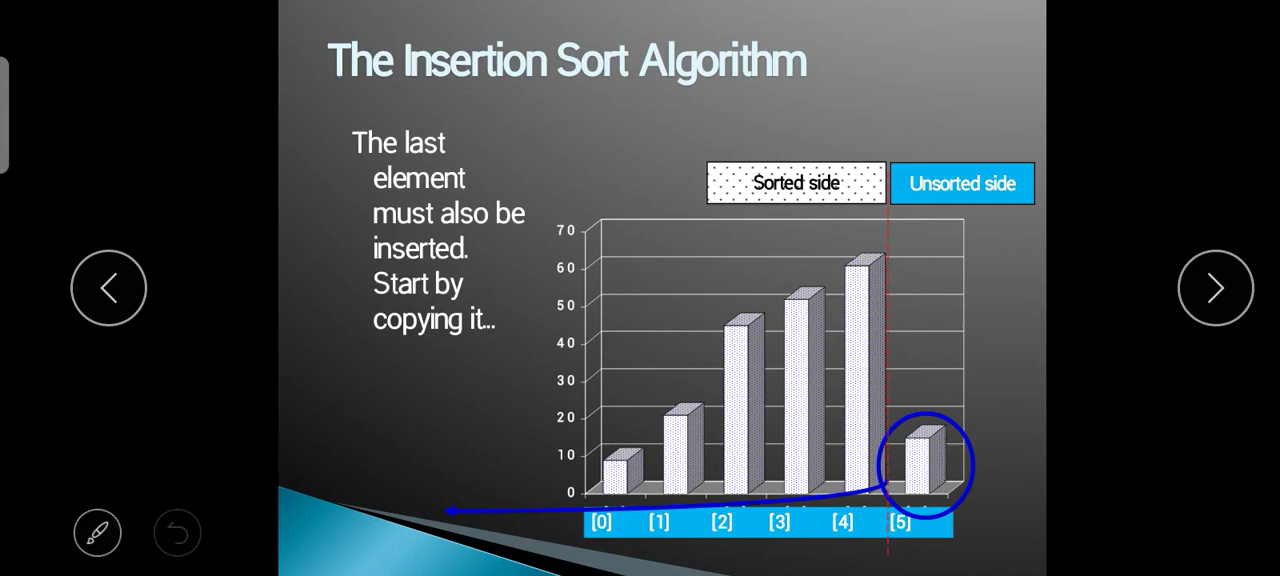 The Insertion Sort Algorithm
The last
element
must also be
inserted.
Start by
copying it...
Sorted side
Unsorted side
70
60
50
40
30
20
10
0
[0] [1] [2] [3] [4] [5]